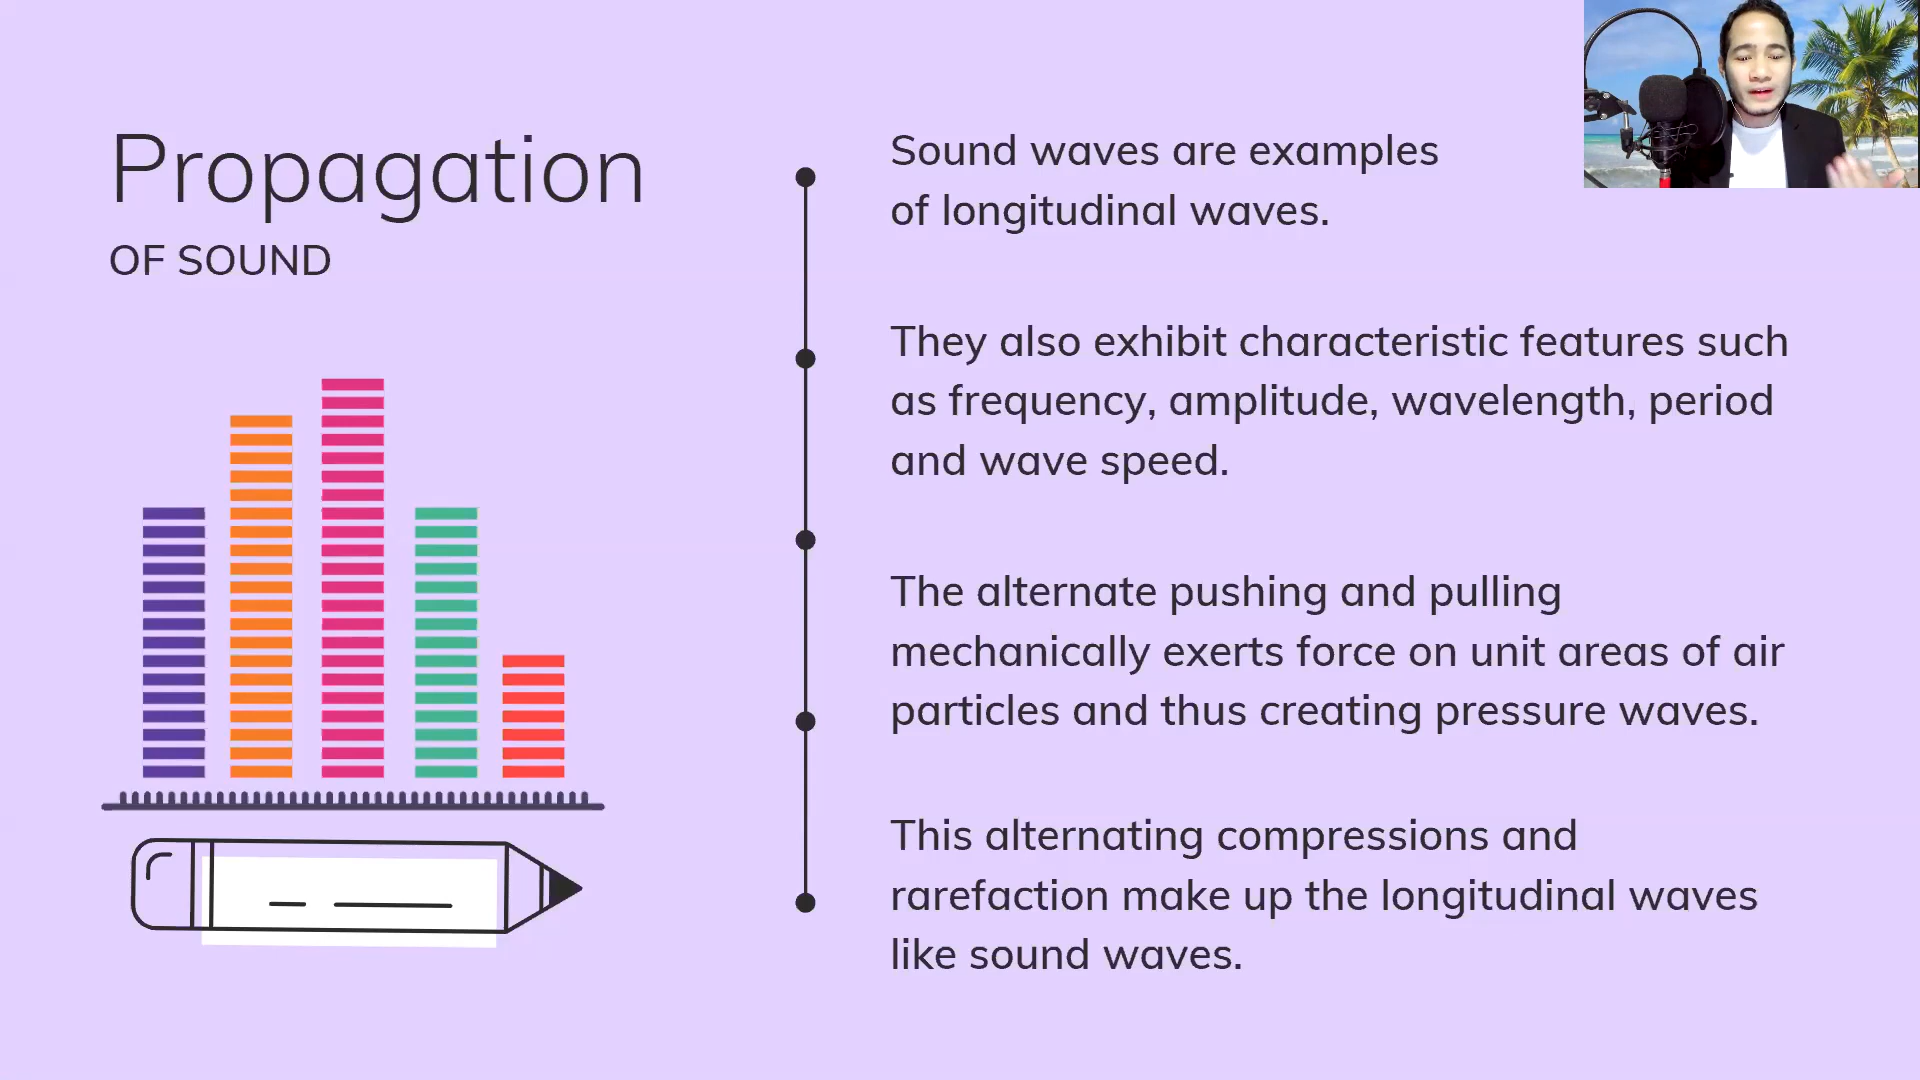 Propagation
OF SOUND
Sound waves are examples
of longitudinal waves.
They also exhibit characteristic features such
as frequency, amplitude, wavelength, period
and wave speed.
The alternate pushing and pulling
mechanically exerts force on unit areas of air
particles and thus creating pressure waves.
This alternating compressions and
rarefaction make up the longitudinal waves
like sound waves.